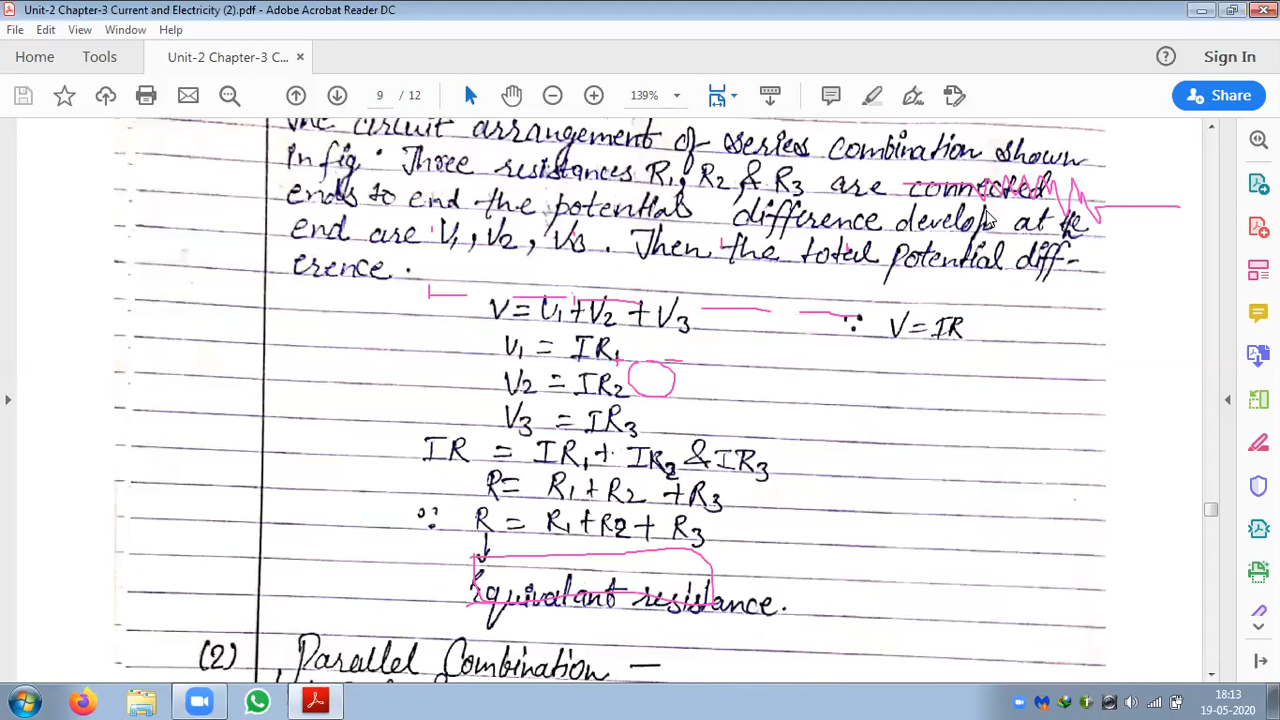 Unit-2 Chapter-3 Current and Electricity (2).pdf - Adobe Acrobat Reader DC
File Edit View Window Help
Home Tools Unit-2 Chapter-3 C... × Sign In
9 / 12 139% Share
The circuit arrangement of series combination shown
in fig. Three resistances R1, R2 & R3 are connected
ends to end the potentials difference develop at the
end are V1, V2, V3. Then the total potential diff-
erence.
V = V1 + V2 + V3 ∵ V = IR
V1 = IR1
V2 = IR2
V3 = IR3
IR = IR1 + IR2 & IR3
R = R1 + R2 + R3
∵ R = R1 + R2 + R3
↓
Equivalant resistance.
(2) Parallel Combination —
18:13
19-05-2020